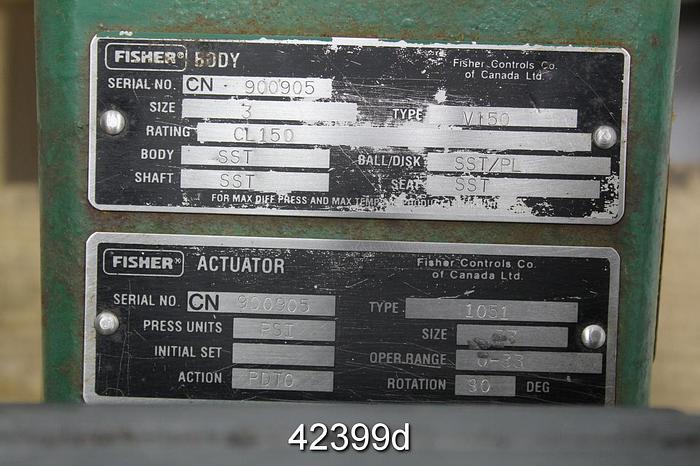 FISHER® BODY
Fisher Controls Co.
of Canada Ltd.
SERIAL NO. CN - 900905
SIZE 3 TYPE V150
RATING CL150
BODY SST BALL/DISK SST/PL
SHAFT SST SEAT SST
FOR MAX DIFF PRESS AND MAX TEMP
FISHER® ACTUATOR
Fisher Controls Co.
of Canada Ltd.
SERIAL NO. CN 900905 TYPE 1051
PRESS UNITS PSI SIZE
INITIAL SET OPER.RANGE 0-33
ACTION PDTO ROTATION 90 DEG
42399d